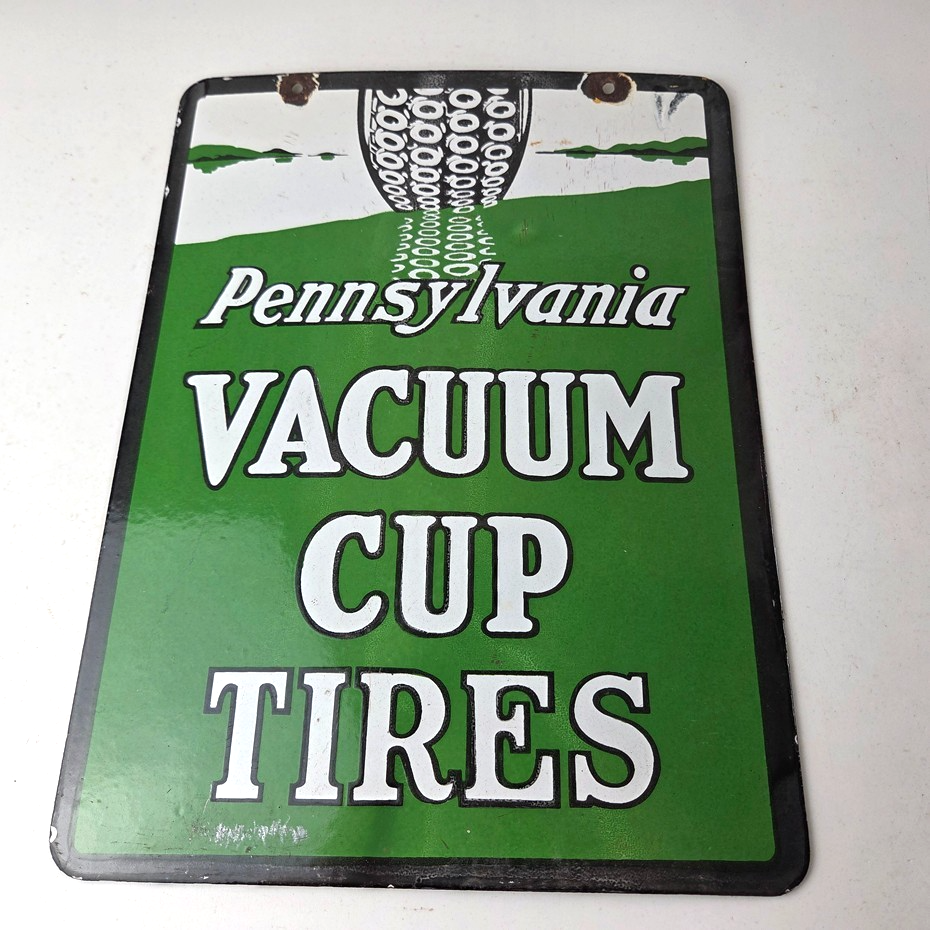 Pennsylvania
VACUUM
CUP
TIRES